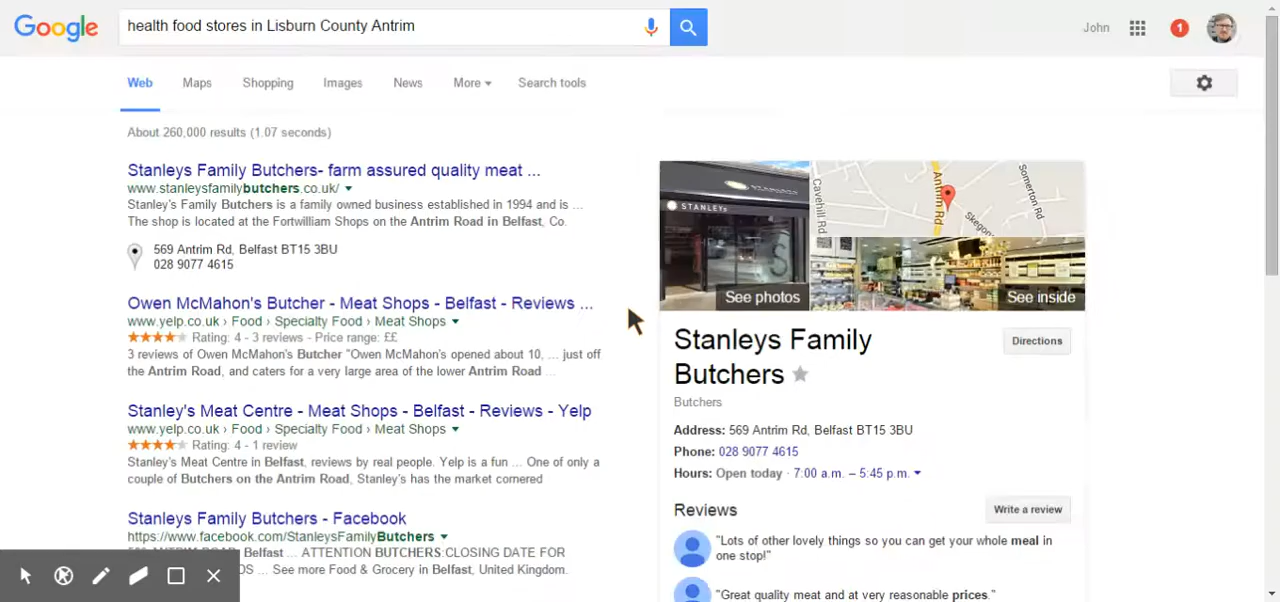 Google
health food stores in Lisburn County Antrim
John
1
Web
Maps
Shopping
Images
News
More
Search tools
About 260,000 results (1.07 seconds)
Stanleys Family Butchers- farm assured quality meat ...
www.stanleysfamilybutchers.co.uk/
Stanley's Family Butchers is a family owned business established in 1994 and is ...
The shop is located at the Fortwilliam Shops on the Antrim Road in Belfast, Co.
569 Antrim Rd, Belfast BT15 3BU
028 9077 4615
Owen McMahon's Butcher - Meat Shops - Belfast - Reviews ...
www.yelp.co.uk › Food › Specialty Food › Meat Shops
Rating: 4 - 3 reviews - Price range: ££
3 reviews of Owen McMahon's Butcher "Owen McMahon's opened about 10, ... just off
the Antrim Road, and caters for a very large area of the lower Antrim Road ...
Stanley's Meat Centre - Meat Shops - Belfast - Reviews - Yelp
www.yelp.co.uk › Food › Specialty Food › Meat Shops
Rating: 4 - 1 review
Stanley's Meat Centre in Belfast, reviews by real people. Yelp is a fun ... One of only a
couple of Butchers on the Antrim Road, Stanley's has the market cornered
Stanleys Family Butchers - Facebook
https://www.facebook.com/StanleysFamilyButchers
Belfast ... ATTENTION BUTCHERS:CLOSING DATE FOR
... See more Food & Grocery in Belfast, United Kingdom.
STANLEYS
Cavehill Rd
Antrim Rd
Skegon
Somerton Rd
See photos
See inside
Stanleys Family
Butchers
Directions
Butchers
Address: 569 Antrim Rd, Belfast BT15 3BU
Phone: 028 9077 4615
Hours: Open today · 7:00 a.m. – 5:45 p.m.
Reviews
Write a review
"Lots of other lovely things so you can get your whole meal in
one stop!"
"Great quality meat and at very reasonable prices."